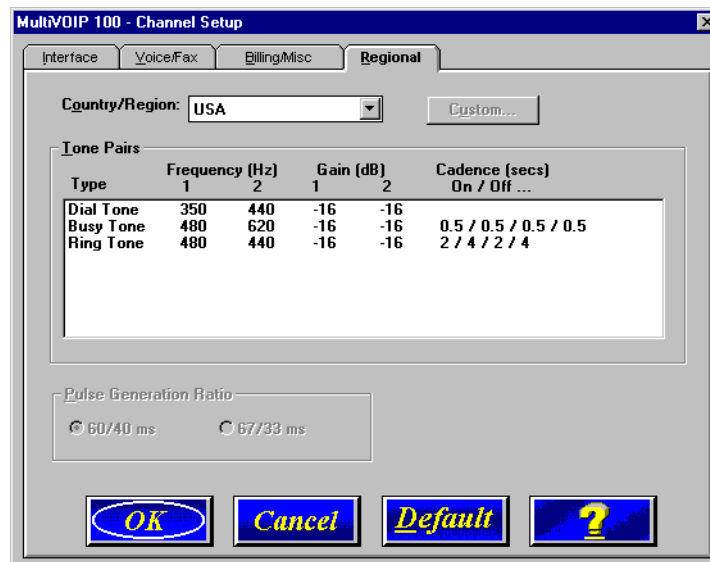 MultiVOIP 100 - Channel Setup
Interface Voice/Fax Billing/Misc Regional
Country/Region: USA Custom...
Tone Pairs
Frequency (Hz) Gain (dB) Cadence (secs)
Type 1 2 1 2 On / Off ...
Dial Tone 350 440 -16 -16
Busy Tone 480 620 -16 -16 0.5 / 0.5 / 0.5 / 0.5
Ring Tone 480 440 -16 -16 2 / 4 / 2 / 4
Pulse Generation Ratio
60/40 ms 67/33 ms
OK Cancel Default ?